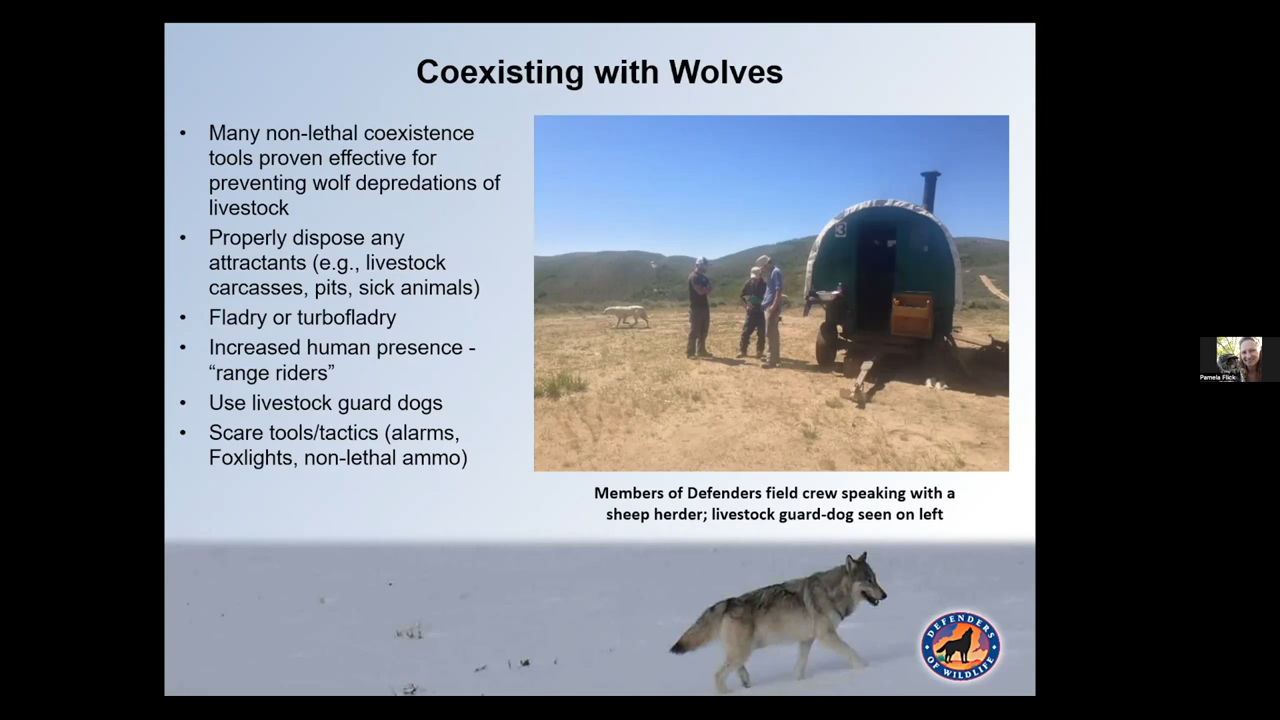 Coexisting with Wolves
• Many non-lethal coexistence
tools proven effective for
preventing wolf depredations of
livestock
• Properly dispose any
attractants (e.g., livestock
carcasses, pits, sick animals)
• Fladry or turbofladry
• Increased human presence -
“range riders”
• Use livestock guard dogs
• Scare tools/tactics (alarms,
Foxlights, non-lethal ammo)
3
Members of Defenders field crew speaking with a
sheep herder; livestock guard-dog seen on left
DEFENDERS
OF WILDLIFE
Pamela Flick